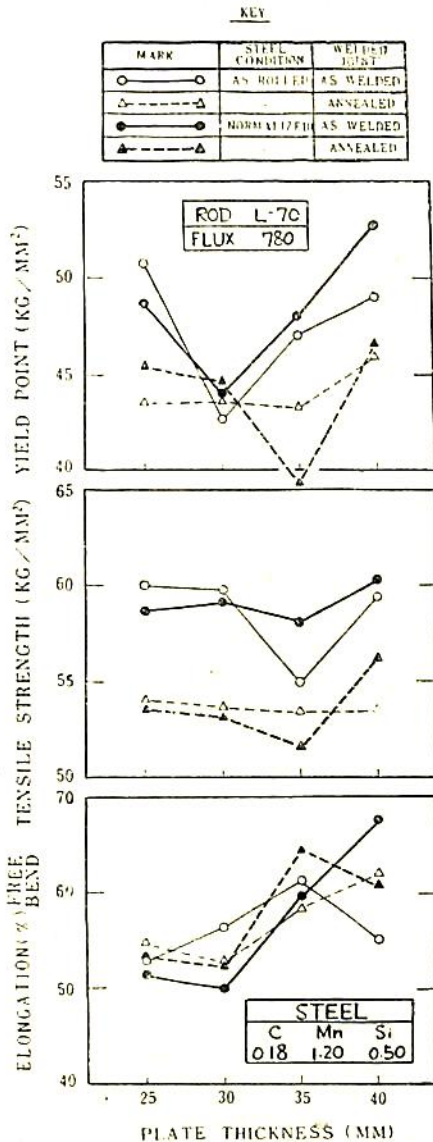 KEY
MARK STEEL CONDITION WELDED JOINT
AS ROLLED AS WELDED
" ANNEALED
NORMALIZED AS WELDED
" ANNEALED
ROD L-70
FLUX 780
YIELD POINT (KG/MM²)
55
50
45
40
TENSILE STRENGTH (KG/MM²)
65
60
55
50
ELONGATION (%) FREE BEND
70
60
50
40
STEEL
C Mn Si
0.18 1.20 0.50
25 30 35 40
PLATE THICKNESS (MM)